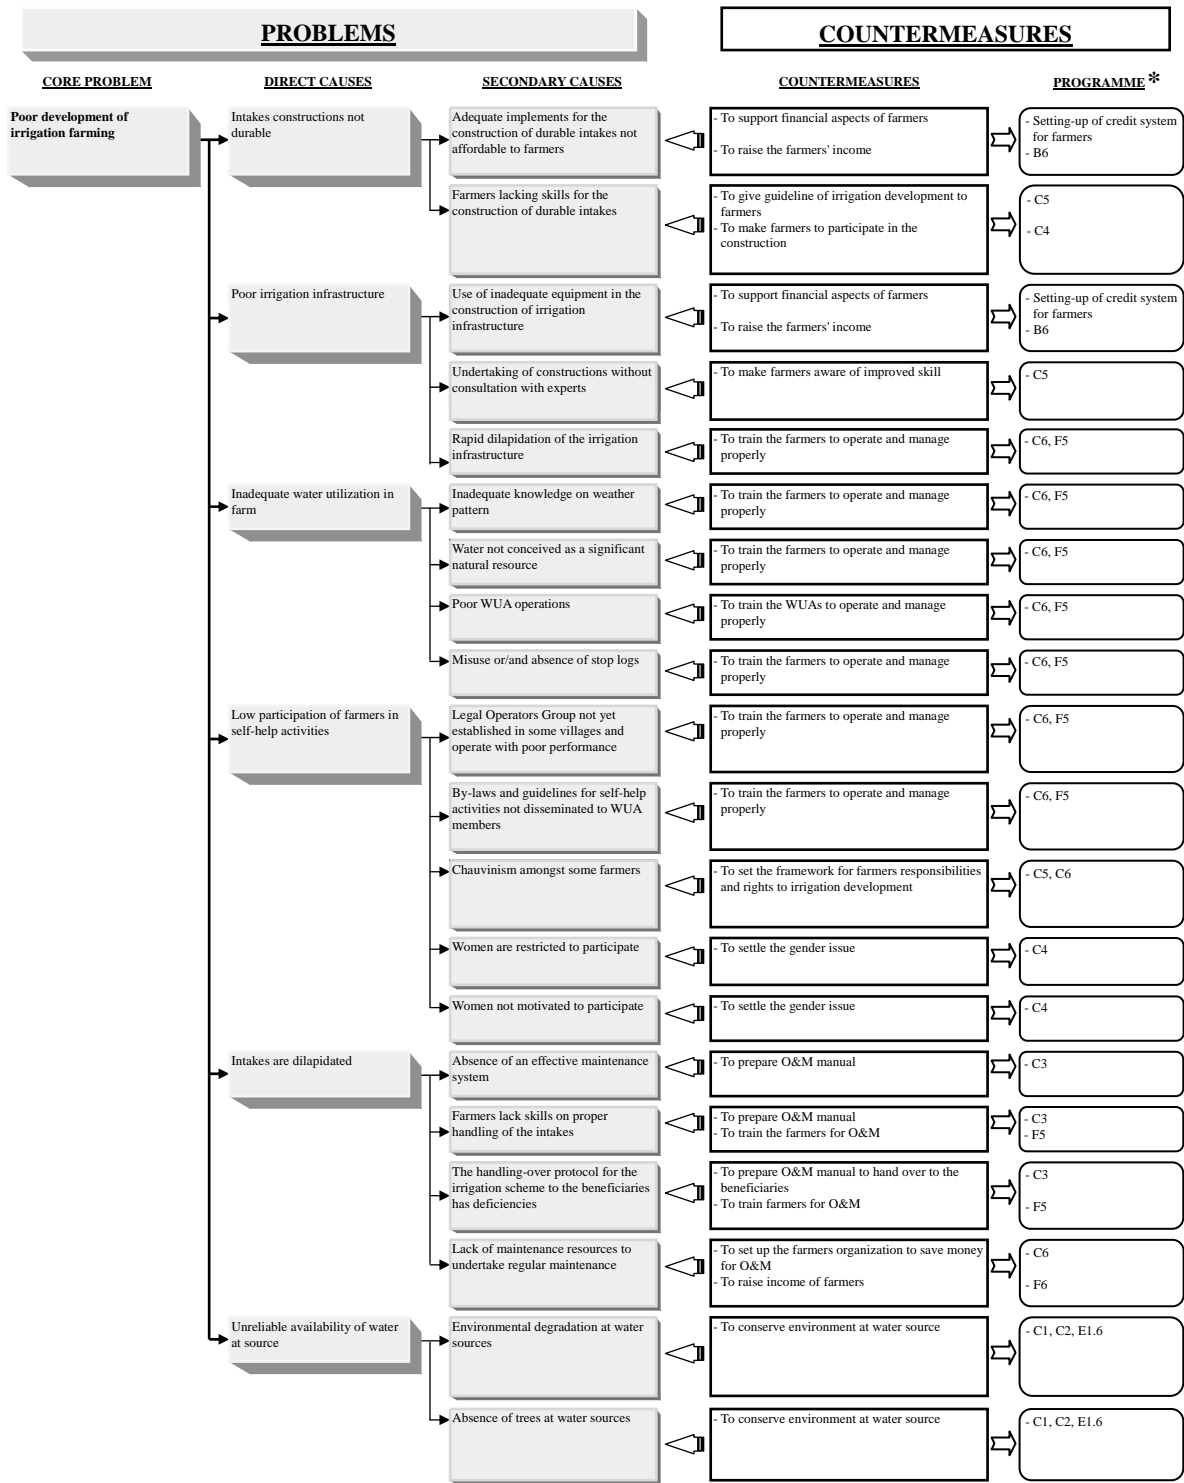 PROBLEMS
COUNTERMEASURES
CORE PROBLEM
DIRECT CAUSES
SECONDARY CAUSES
COUNTERMEASURES
PROGRAMME *
Poor development of
irrigation farming
Intakes constructions not
durable
Adequate implements for the
construction of durable intakes not
affordable to farmers
- To support financial aspects of farmers
- To raise the farmers' income
- Setting-up of credit system
for farmers
- B6
Farmers lacking skills for the
construction of durable intakes
- To give guideline of irrigation development to
farmers
- To make farmers to participate in the
construction
- C5
- C4
Poor irrigation infrastructure
Use of inadequate equipment in the
construction of irrigation
infrastructure
- To support financial aspects of farmers
- To raise the farmers' income
- Setting-up of credit system
for farmers
- B6
Undertaking of constructions without
consultation with experts
- To make farmers aware of improved skill
- C5
Rapid dilapidation of the irrigation
infrastructure
- To train the farmers to operate and manage
properly
- C6, F5
Inadequate water utilization in
farm
Inadequate knowledge on weather
pattern
- To train the farmers to operate and manage
properly
- C6, F5
Water not conceived as a significant
natural resource
- To train the farmers to operate and manage
properly
- C6, F5
Poor WUA operations
- To train the WUAs to operate and manage
properly
- C6, F5
Misuse or/and absence of stop logs
- To train the farmers to operate and manage
properly
- C6, F5
Low participation of farmers in
self-help activities
Legal Operators Group not yet
established in some villages and
operate with poor performance
- To train the farmers to operate and manage
properly
- C6, F5
By-laws and guidelines for self-help
activities not disseminated to WUA
members
- To train the farmers to operate and manage
properly
- C6, F5
Chauvinism amongst some farmers
- To set the framework for farmers responsibilities
and rights to irrigation development
- C5, C6
Women are restricted to participate
- To settle the gender issue
- C4
Women not motivated to participate
- To settle the gender issue
- C4
Intakes are dilapidated
Absence of an effective maintenance
system
- To prepare O&M manual
- C3
Farmers lack skills on proper
handling of the intakes
- To prepare O&M manual
- To train the farmers for O&M
- C3
- F5
The handling-over protocol for the
irrigation scheme to the beneficiaries
has deficiencies
- To prepare O&M manual to hand over to the
beneficiaries
- To train farmers for O&M
- C3
- F5
Lack of maintenance resources to
undertake regular maintenance
- To set up the farmers organization to save money
for O&M
- To raise income of farmers
- C6
- F6
Unreliable availability of water
at source
Environmental degradation at water
sources
- To conserve environment at water source
- C1, C2, E1.6
Absence of trees at water sources
- To conserve environment at water source
- C1, C2, E1.6